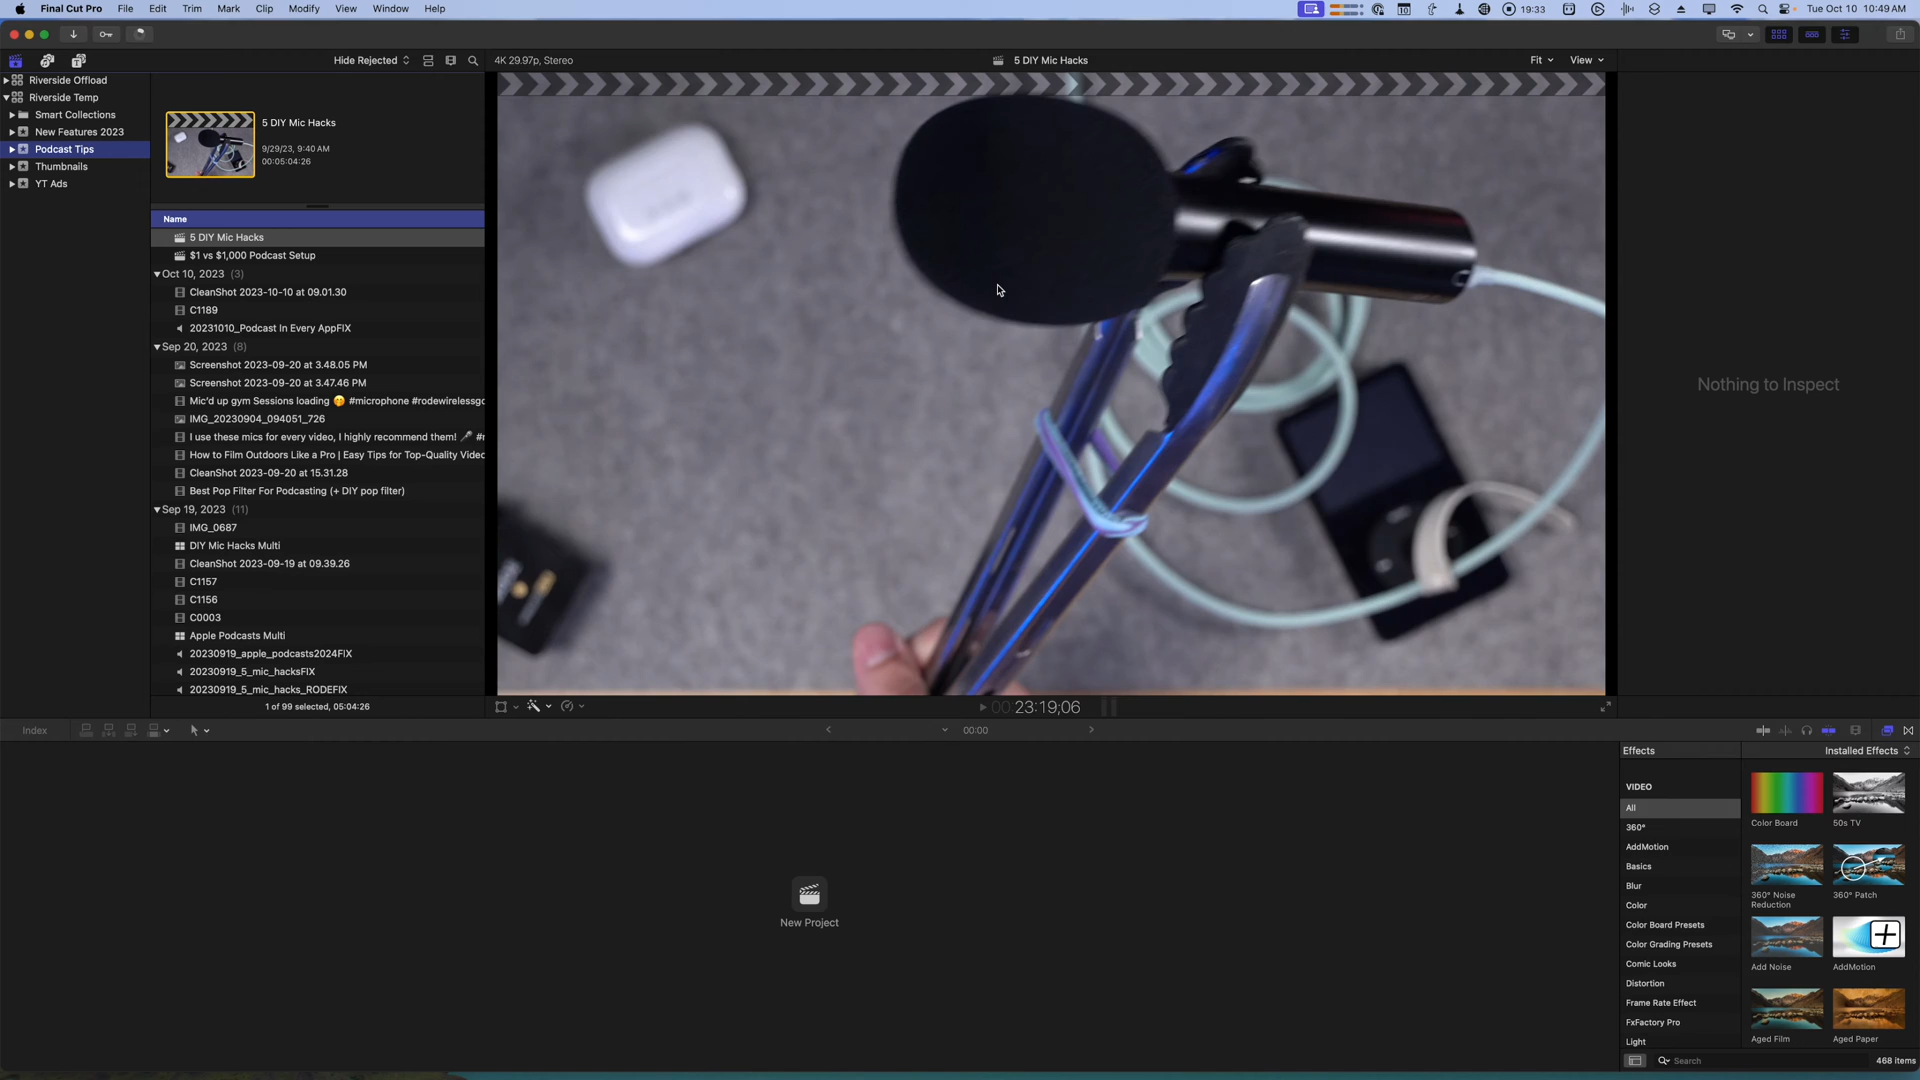 Final Cut Pro File Edit Trim Mark Clip Modify View Window Help 19:33 Tue Oct 10 10:49 AM
Hide Rejected 4K 29.97p, Stereo 5 DIY Mic Hacks Fit View
Riverside Offload
Riverside Temp
Smart Collections
New Features 2023
Podcast Tips
Thumbnails
YT Ads
5 DIY Mic Hacks
9/29/23, 9:40 AM
00:05:04:26
Name
5 DIY Mic Hacks
$1 vs $1,000 Podcast Setup
Oct 10, 2023 (3)
CleanShot 2023-10-10 at 09.01.30
C1189
20231010_Podcast In Every AppFIX
Sep 20, 2023 (8)
Screenshot 2023-09-20 at 3.48.05 PM
Screenshot 2023-09-20 at 3.47.46 PM
Mic'd up gym Sessions loading 🤭 #microphone #rodewirelessgo
IMG_20230904_094051_726
I use these mics for every video, I highly recommend them! 🎤 #r
How to Film Outdoors Like a Pro | Easy Tips for Top-Quality Video
CleanShot 2023-09-20 at 15.31.28
Best Pop Filter For Podcasting (+ DIY pop filter)
Sep 19, 2023 (11)
IMG_0687
DIY Mic Hacks Multi
CleanShot 2023-09-19 at 09.39.26
C1157
C1156
C0003
Apple Podcasts Multi
20230919_apple_podcasts2024FIX
20230919_5_mic_hacksFIX
20230919_5_mic_hacks_RODEFIX
1 of 99 selected, 05:04:26
00:23:19;06
Nothing to Inspect
Index 00:00
New Project
Effects Installed Effects
VIDEO
All
360°
AddMotion
Basics
Blur
Color
Color Board Presets
Color Grading Presets
Comic Looks
Distortion
Frame Rate Effect
FxFactory Pro
Light
Color Board 50s TV
360° Noise Reduction 360° Patch
Add Noise AddMotion
Aged Film Aged Paper
Search 468 items